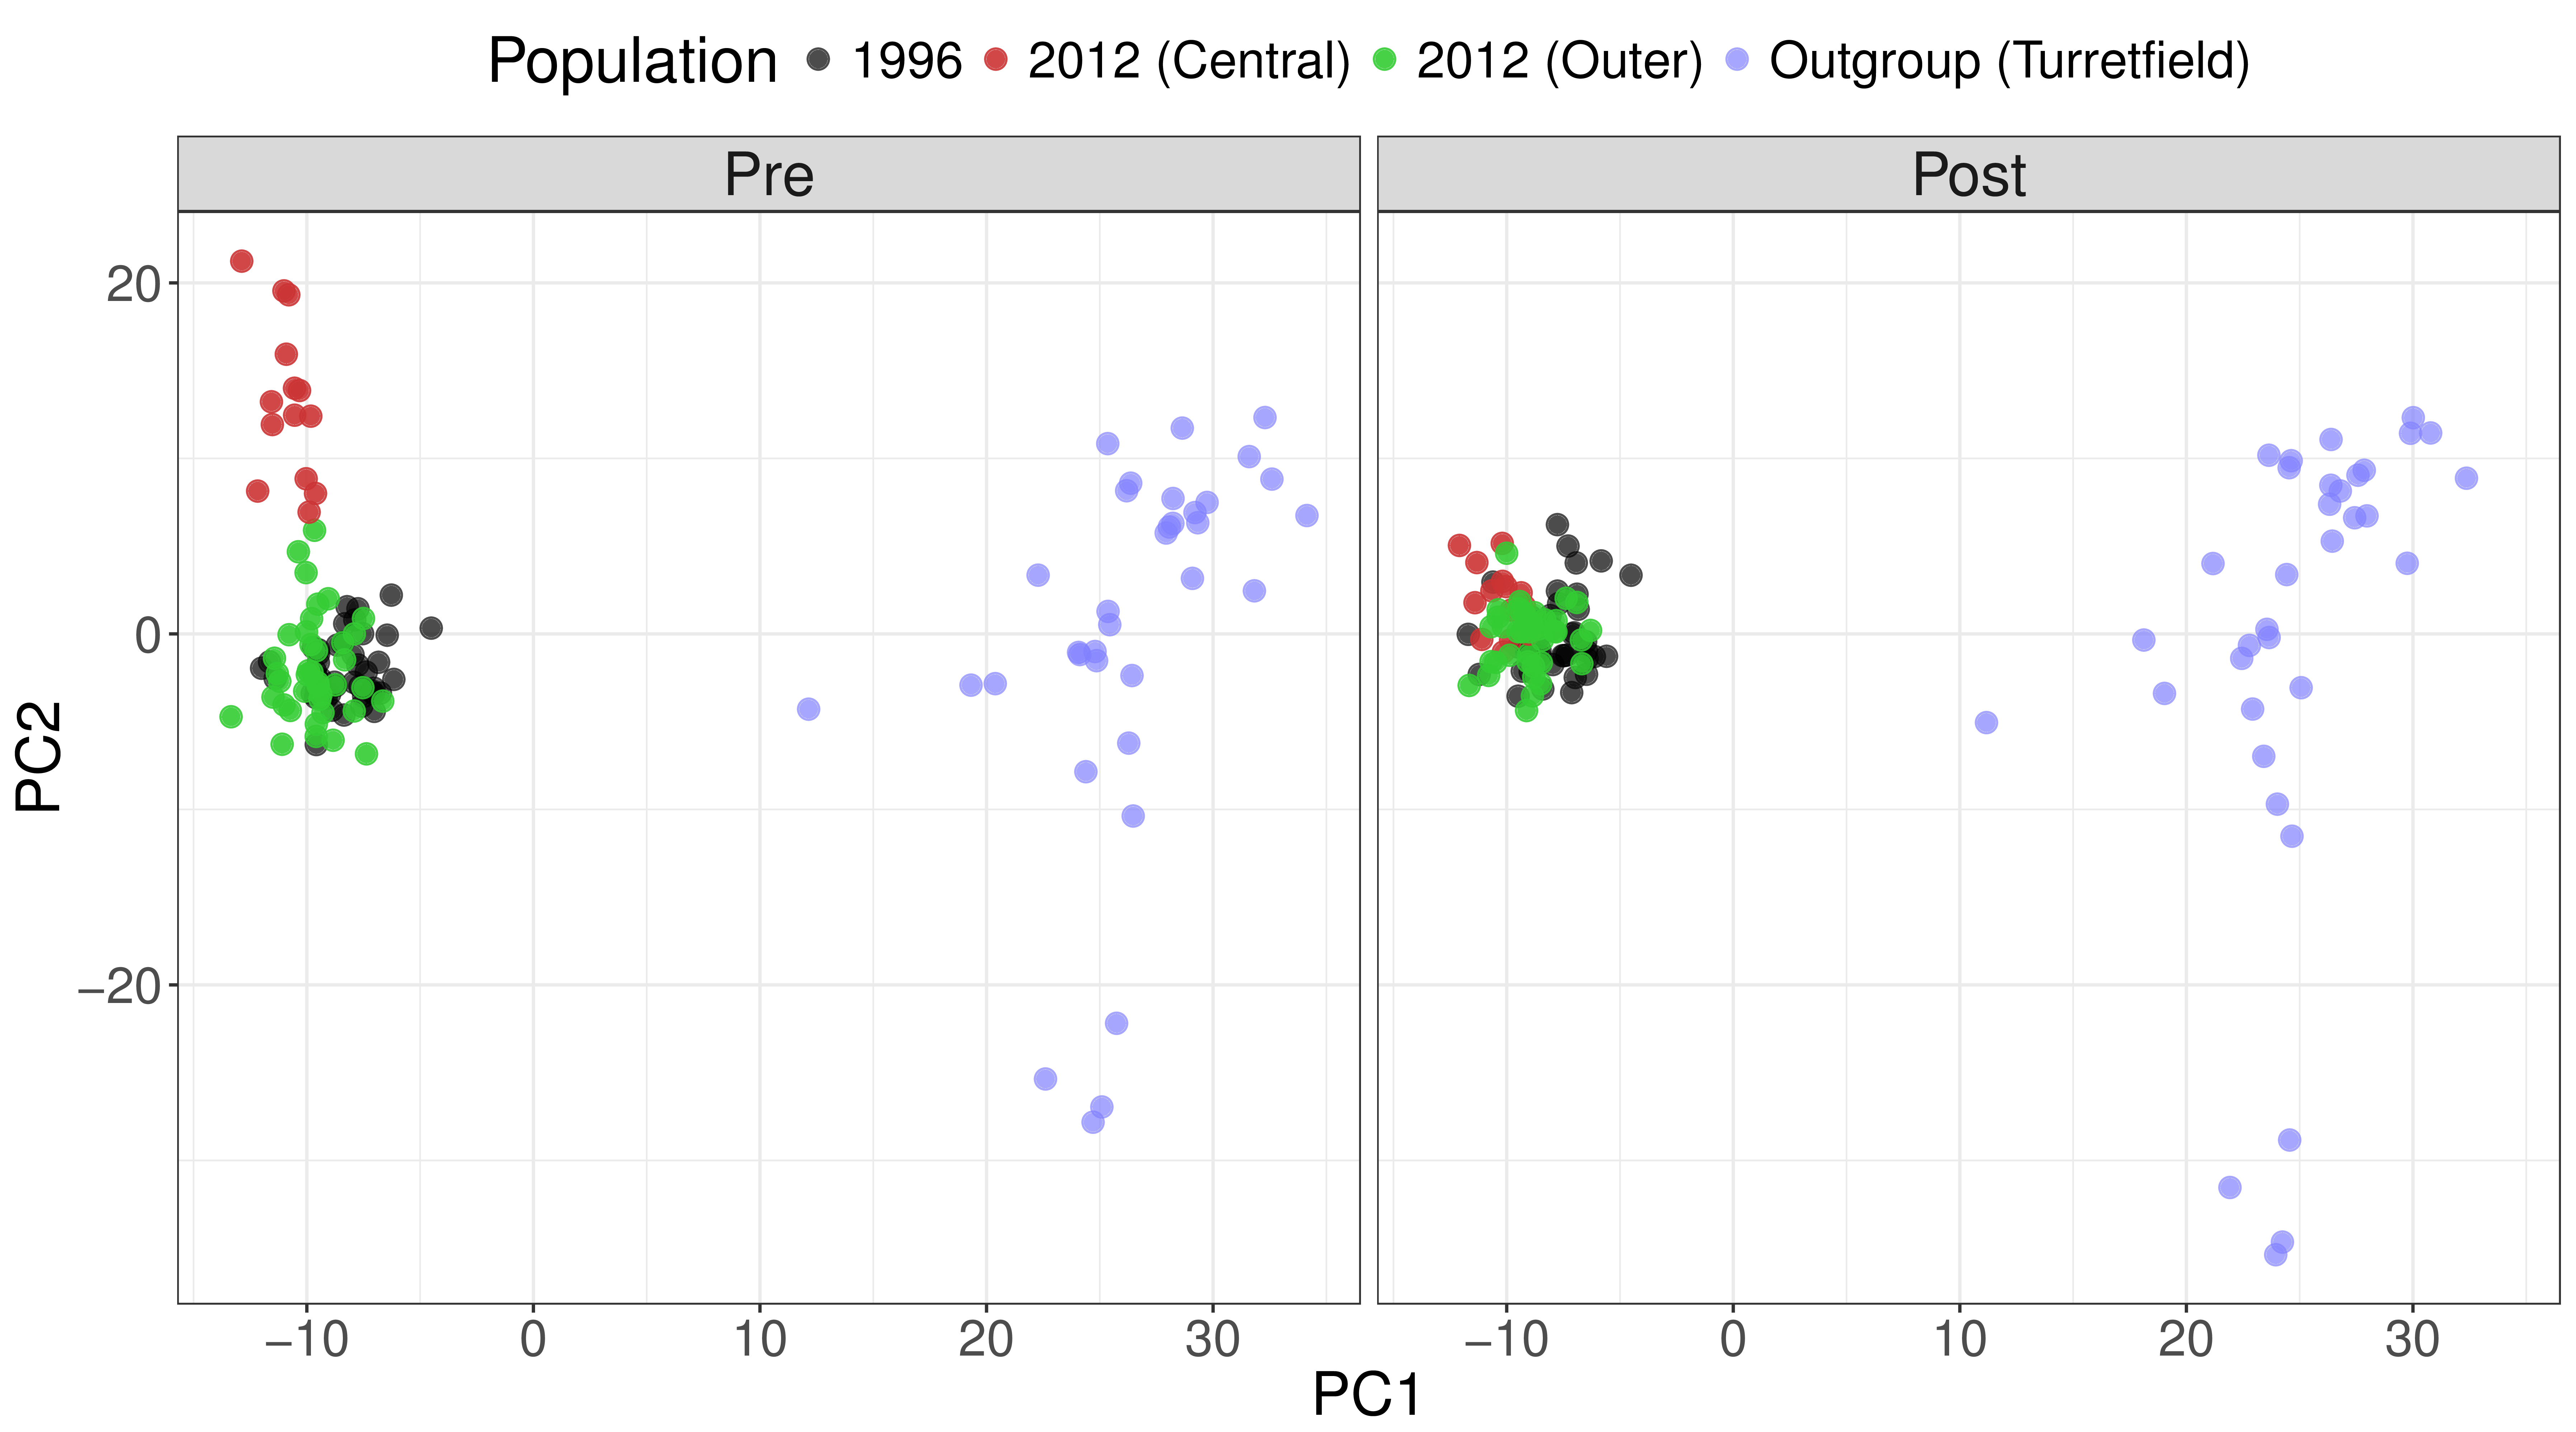 Population 1996 2012 (Central) 2012 (Outer) Outgroup (Turretfield)
Pre Post
20
0
−20
PC2
−10 0 10 20 30 −10 0 10 20 30
PC1